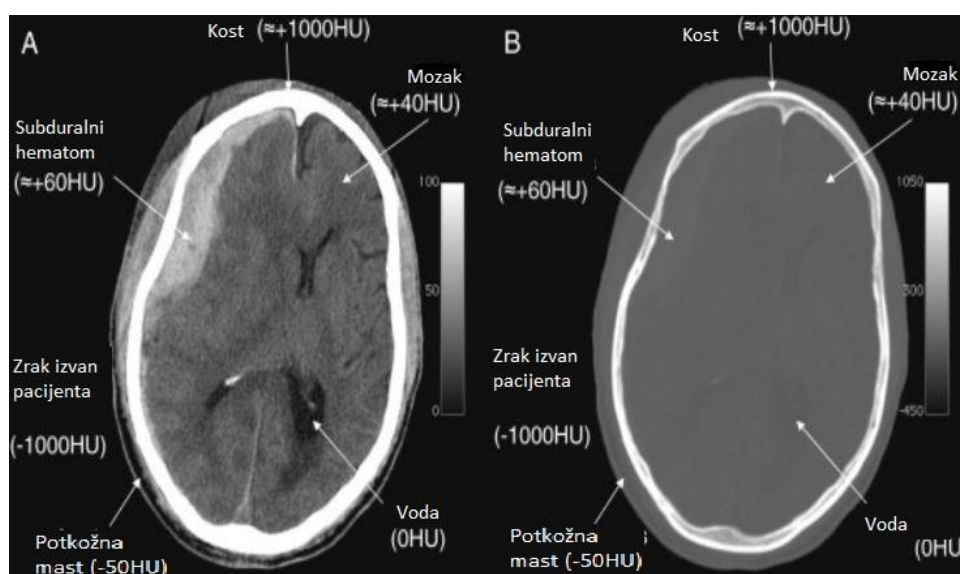 A
Kost (≈+1000HU)
Mozak
(≈+40HU)
Subduralni
hematom
(≈+60HU)
100
50
0
Zrak izvan
pacijenta
(-1000HU)
Potkožna
mast (-50HU)
Voda
(0HU)
B
Kost (≈+1000HU)
Mozak
(≈+40HU)
Subduralni
hematom
(≈+60HU)
1050
300
-450
Zrak izvan
pacijenta
(-1000HU)
Potkožna
mast (-50HU)
Voda
(0HU)